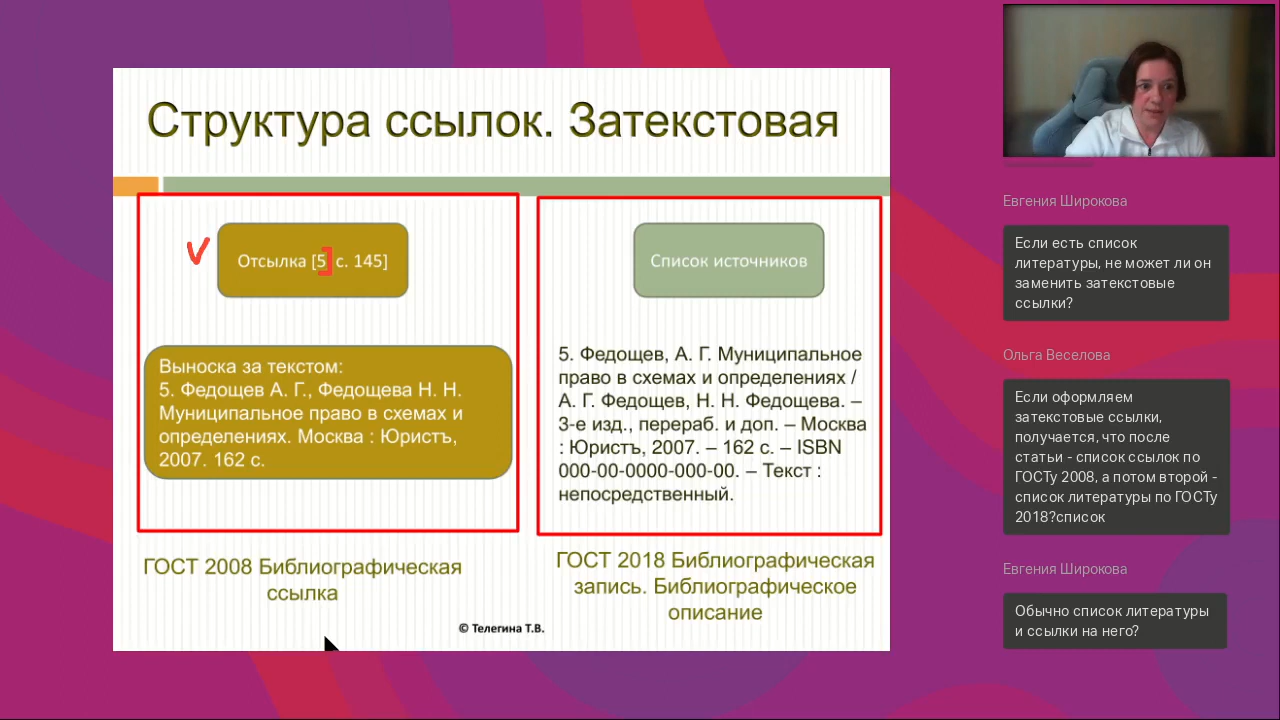 Структура ссылок. Затекстовая
Отсылка [5] с. 145]
Выноска за текстом:
5. Федощев А. Г., Федощева Н. Н.
Муниципальное право в схемах и
определениях. Москва : Юристъ,
2007. 162 с.
ГОСТ 2008 Библиографическая
ссылка
Список источников
5. Федощев, А. Г. Муниципальное
право в схемах и определениях /
А. Г. Федощев, Н. Н. Федощева. –
3-е изд., перераб. и доп. – Москва
: Юристъ, 2007. – 162 с. – ISBN
000-00-0000-000-00. – Текст :
непосредственный.
ГОСТ 2018 Библиографическая
запись. Библиографическое
описание
© Телегина Т.В.
Евгения Широкова
Если есть список
литературы, не может ли он
заменить затекстовые
ссылки?
Ольга Веселова
Если оформляем
затекстовые ссылки,
получается, что после
статьи - список ссылок по
ГОСТу 2008, а потом второй -
список литературы по ГОСТу
2018?список
Евгения Широкова
Обычно список литературы
и ссылки на него?